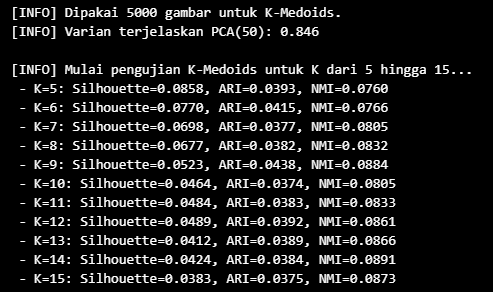 [INFO] Dipakai 5000 gambar untuk K-Medoids.
[INFO] Varian terjelaskan PCA(50): 0.846
[INFO] Mulai pengujian K-Medoids untuk K dari 5 hingga 15...
- K=5: Silhouette=0.0858, ARI=0.0393, NMI=0.0760
- K=6: Silhouette=0.0770, ARI=0.0415, NMI=0.0766
- K=7: Silhouette=0.0698, ARI=0.0377, NMI=0.0805
- K=8: Silhouette=0.0677, ARI=0.0382, NMI=0.0832
- K=9: Silhouette=0.0523, ARI=0.0438, NMI=0.0884
- K=10: Silhouette=0.0464, ARI=0.0374, NMI=0.0805
- K=11: Silhouette=0.0484, ARI=0.0383, NMI=0.0833
- K=12: Silhouette=0.0489, ARI=0.0392, NMI=0.0861
- K=13: Silhouette=0.0412, ARI=0.0389, NMI=0.0866
- K=14: Silhouette=0.0424, ARI=0.0384, NMI=0.0891
- K=15: Silhouette=0.0383, ARI=0.0375, NMI=0.0873